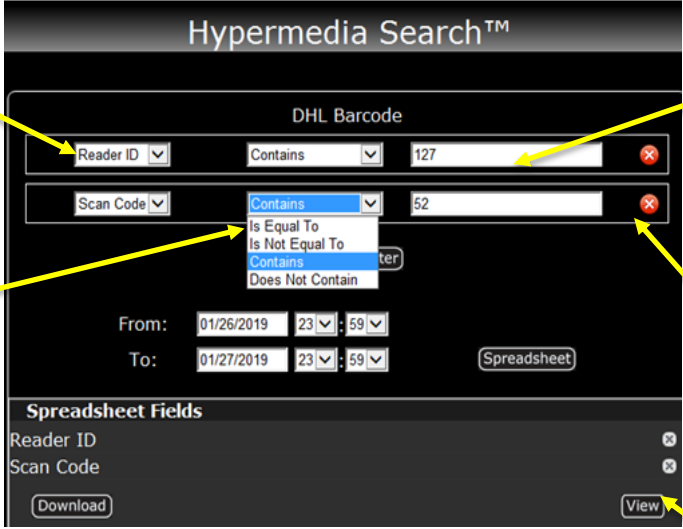 Hypermedia Search™
DHL Barcode
Reader ID Contains 127
Scan Code Contains 52
Is Equal To
Is Not Equal To
Contains
Does Not Contain
From: 01/26/2019 23 : 59
To: 01/27/2019 23 : 59 Spreadsheet
Spreadsheet Fields
Reader ID
Scan Code
Download View